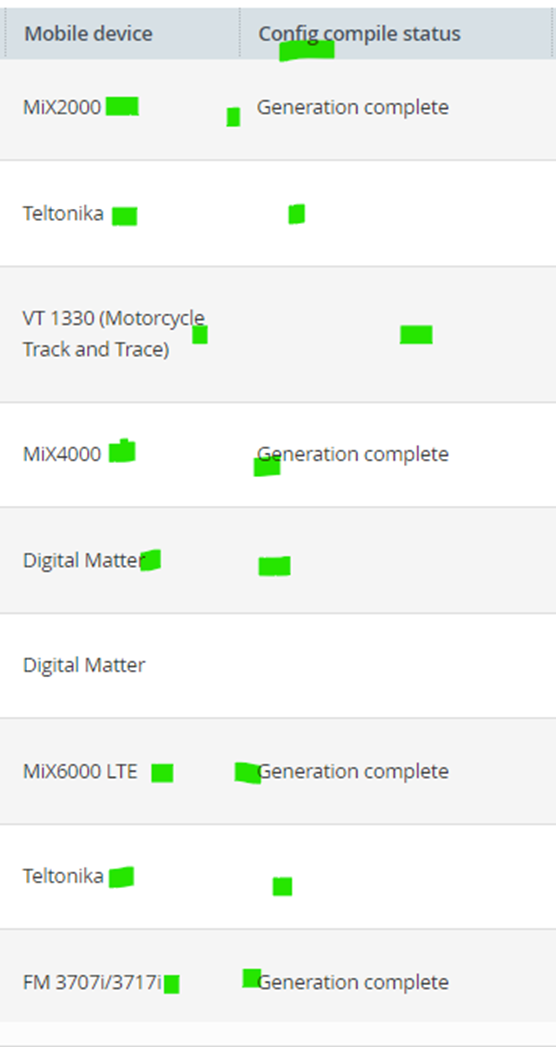 Mobile device Config compile status
MiX2000 Generation complete
Teltonika
VT 1330 (Motorcycle
Track and Trace)
MiX4000 Generation complete
Digital Matter
Digital Matter
MiX6000 LTE Generation complete
Teltonika
FM 3707i/3717i Generation complete